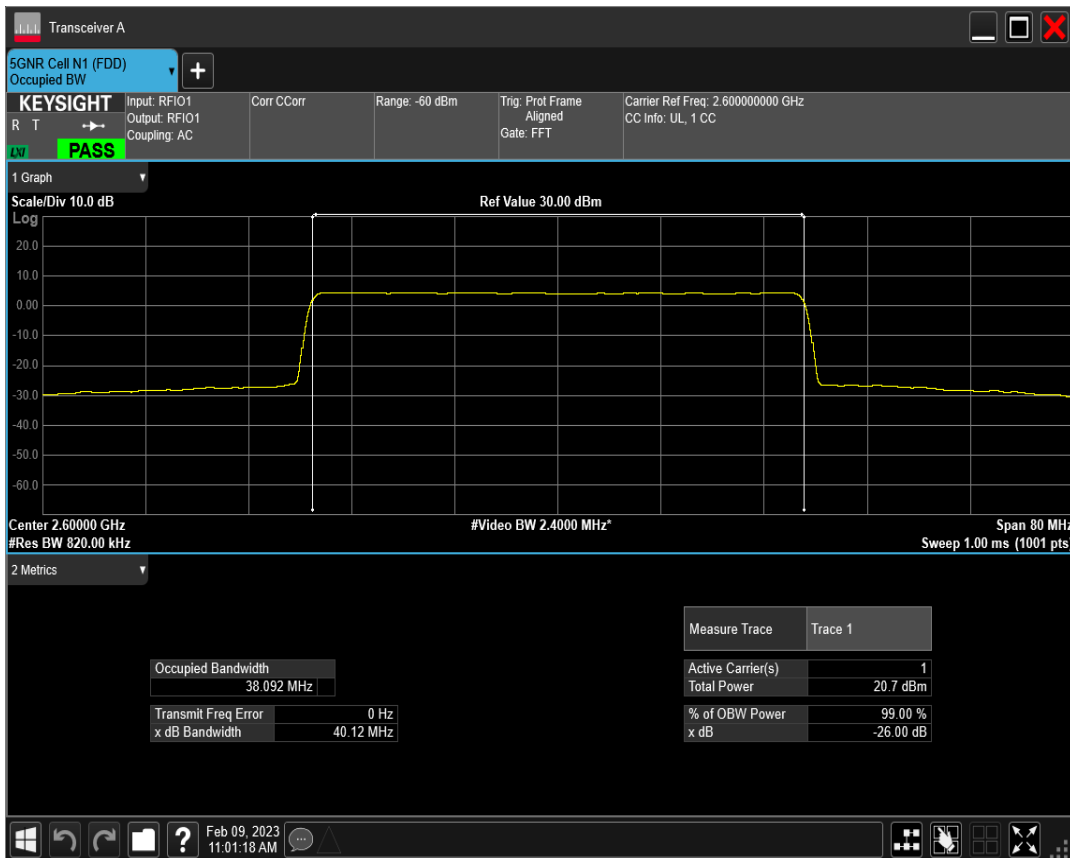 Transceiver A
5GNR Cell N1 (FDD)
Occupied BW
+
KEYSIGHT
R T
LXI
PASS
Input: RFIO1
Output: RFIO1
Coupling: AC
Corr CCorr
Range: -60 dBm
Trig: Prot Frame
Aligned
Gate: FFT
Carrier Ref Freq: 2.600000000 GHz
CC Info: UL, 1 CC
1 Graph
Scale/Div 10.0 dB
Ref Value 30.00 dBm
Log
20.0
10.0
0.00
-10.0
-20.0
-30.0
-40.0
-50.0
-60.0
Center 2.60000 GHz
#Video BW 2.4000 MHz*
Span 80 MHz
#Res BW 820.00 kHz
Sweep 1.00 ms (1001 pts)
2 Metrics
Measure Trace Trace 1
Occupied Bandwidth
38.092 MHz
Active Carrier(s) 1
Total Power 20.7 dBm
Transmit Freq Error 0 Hz
x dB Bandwidth 40.12 MHz
% of OBW Power 99.00 %
x dB -26.00 dB
?
Feb 09, 2023
11:01:18 AM